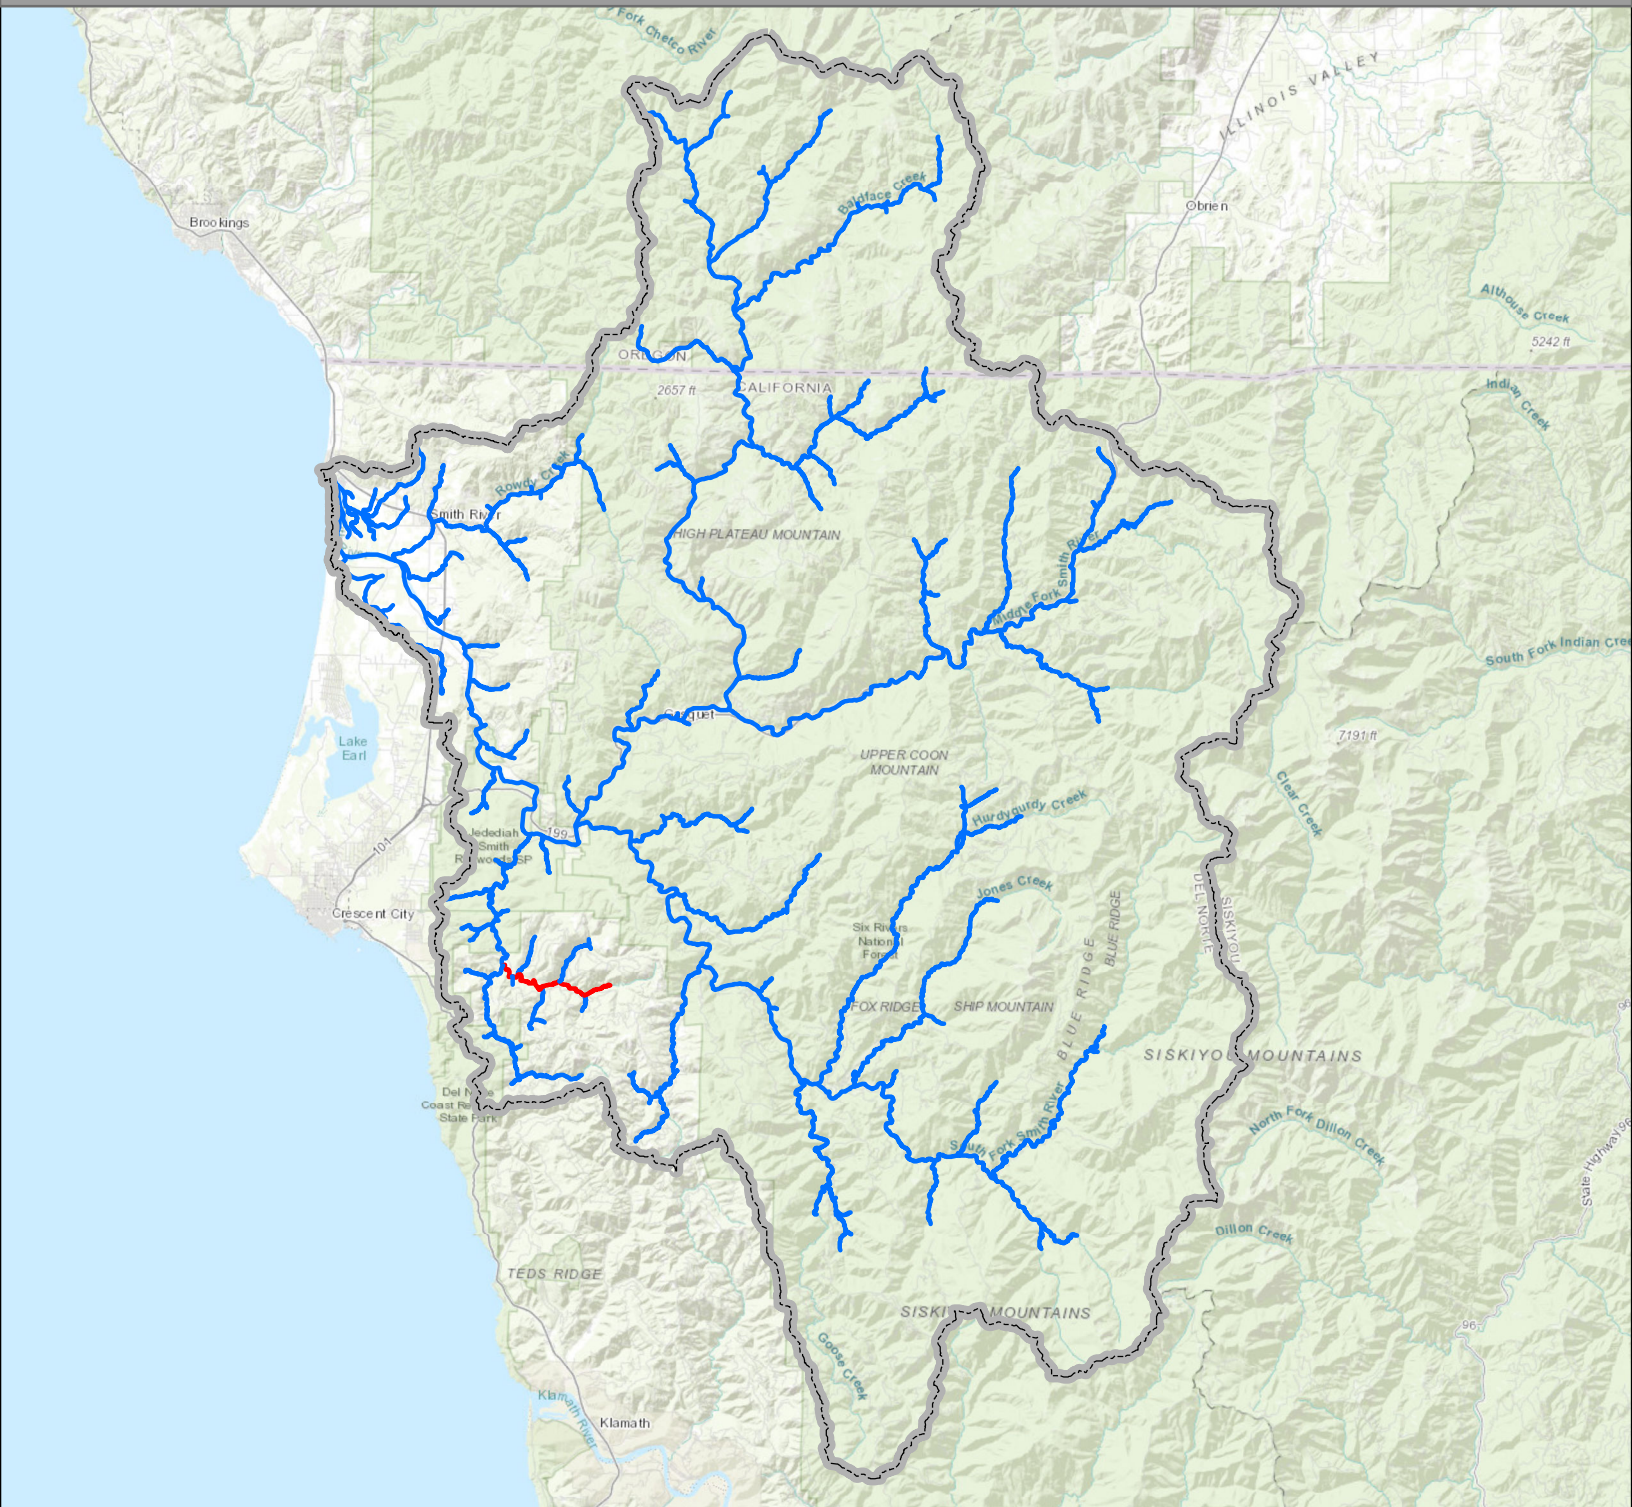 Fork Chetco River
ILLINOIS VALLEY
Baldface Creek
Obrien
Brookings
Althouse Creek
5242 ft
OREGON
CALIFORNIA
2657 ft
Indian
Creek
Rowdy Creek
Smith River
HIGH PLATEAU MOUNTAIN
Middle Fork Smith River
South Fork Indian Cree
Gasquet
7191 ft
Lake
Earl
UPPER COON
MOUNTAIN
Clear Creek
Hurdygurdy Creek
199
101
Jedediah
Smith
Redwoods SP
Jones Creek
Crescent City
Six Rivers
National
Forest
BLUE RIDGE
BLUE RIDGE
DEL NORTE
SISKIYOU
FOX RIDGE
SHIP MOUNTAIN
SISKIYOU MOUNTAINS
Del Norte
Coast Redwoods
State Park
South Fork Smith River
North Fork Dillon Creek
State Highway 96
Dillon Creek
TEDS RIDGE
SISKIYOU MOUNTAINS
96
Goose Creek
Klamath River
Klamath